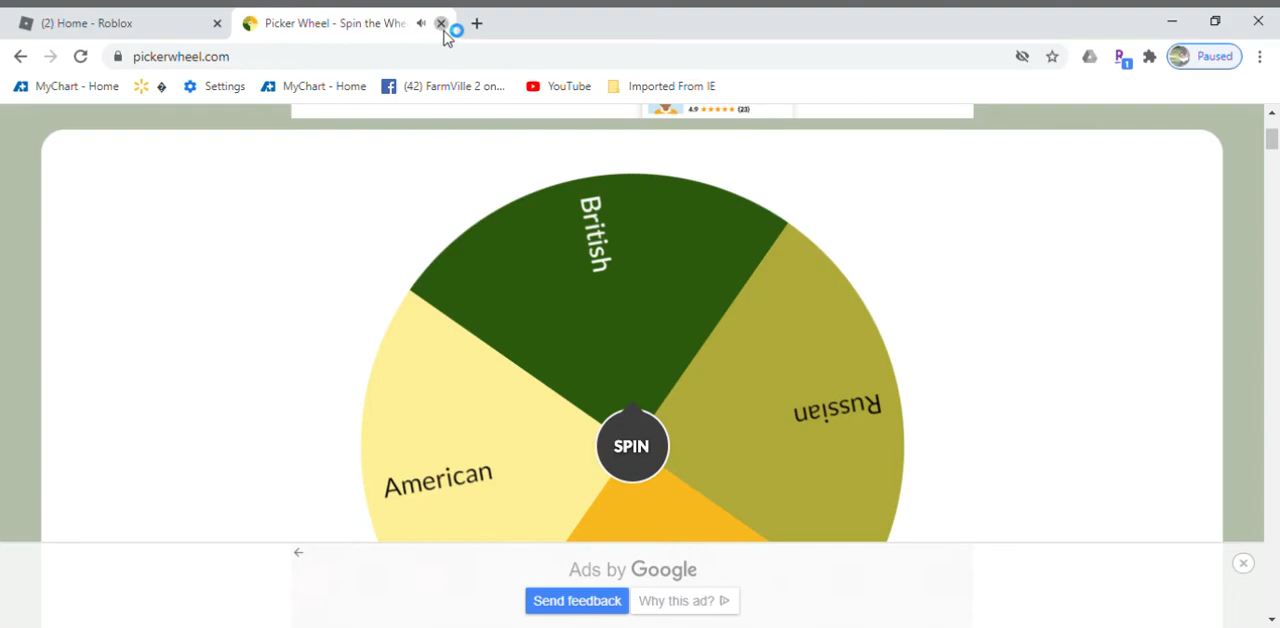 (2) Home - Roblox
Picker Wheel - Spin the Whe
pickerwheel.com
1
Paused
MyChart - Home
Settings
MyChart - Home
(42) FarmVille 2 on...
YouTube
Imported From IE
4.9 ★★★★★ (23)
British
Russian
American
SPIN
Ads by Google
Send feedback
Why this ad?